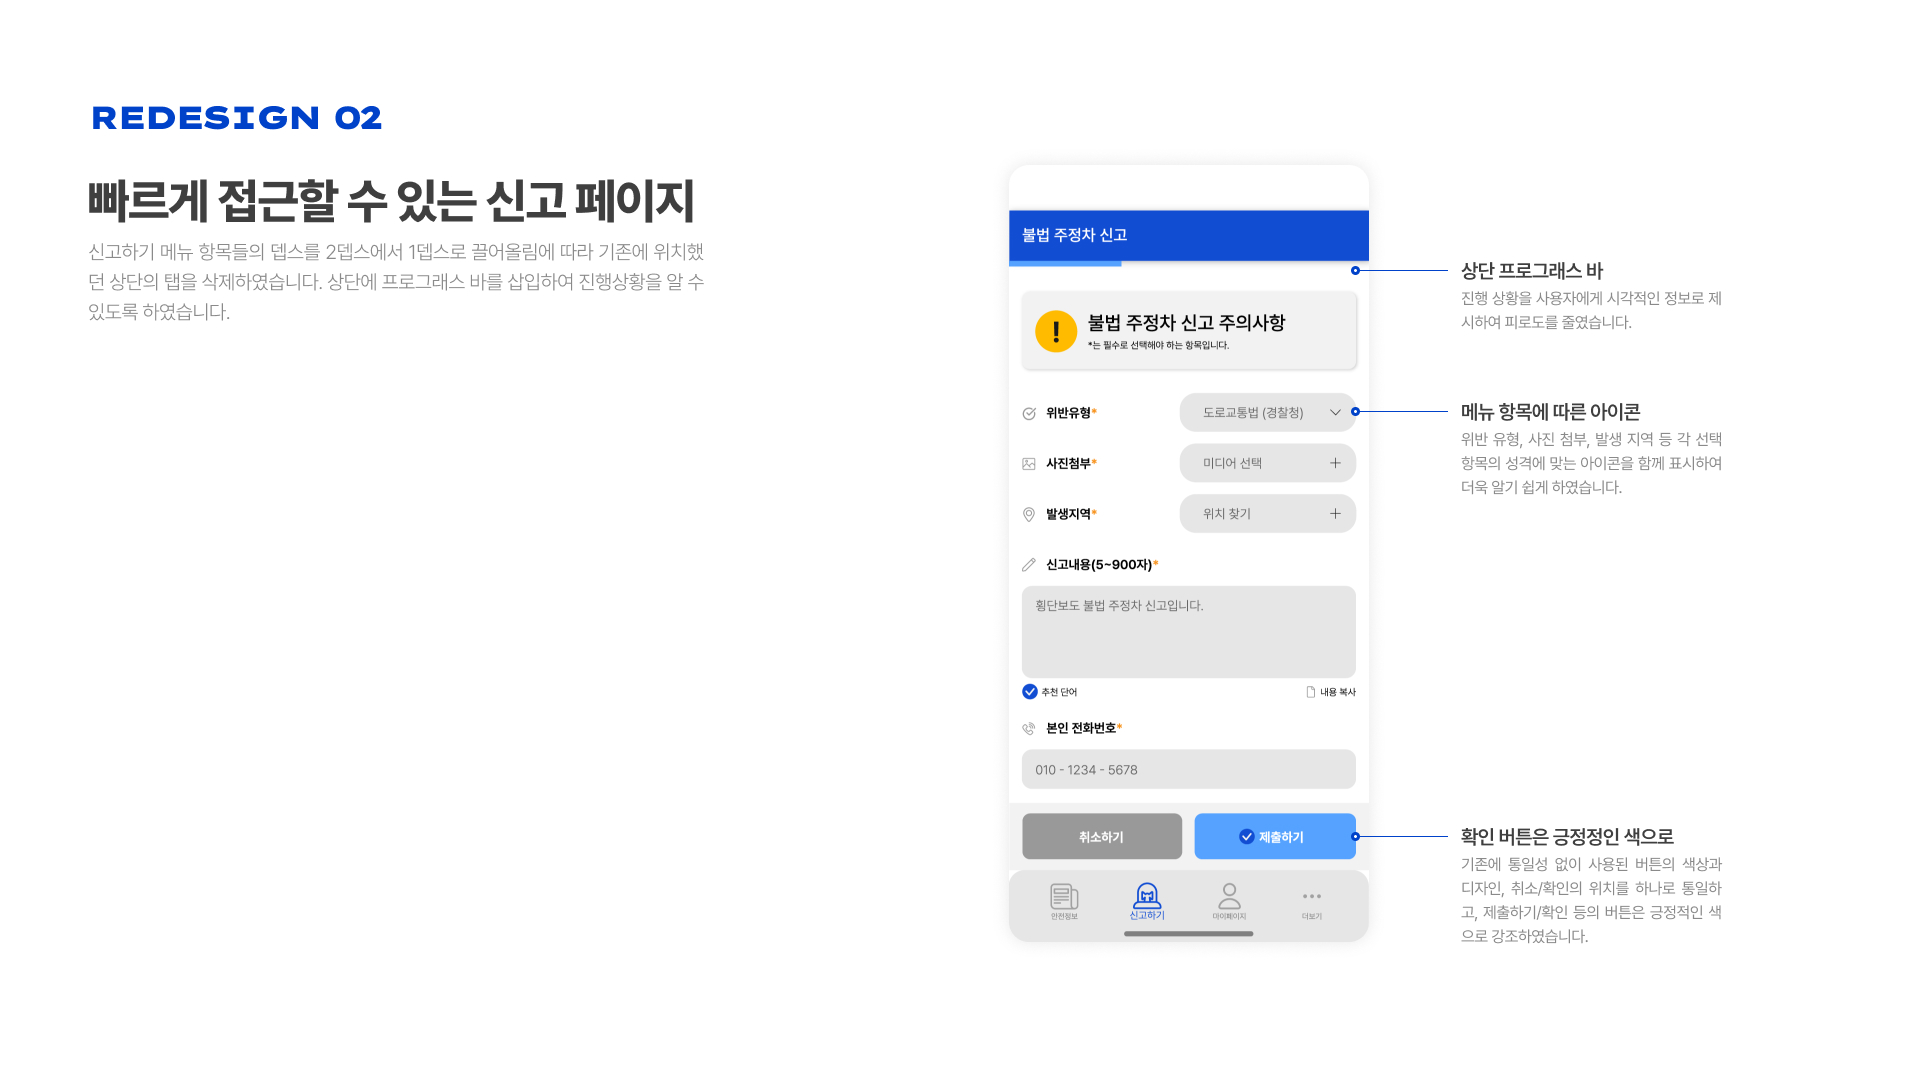 REDESIGN 02
빠르게 접근할 수 있는 신고 페이지
신고하기 메뉴 항목들의 뎁스를 2뎁스에서 1뎁스로 끌어올림에 따라 기존에 위치했
던 상단의 탭을 삭제하였습니다. 상단에 프로그래스 바를 삽입하여 진행상황을 알 수
있도록 하였습니다.
불법 주정차 신고
불법 주정차 신고 주의사항
*는 필수로 선택해야 하는 항목입니다.
위반유형*
도로교통법 (경찰청)
사진첨부*
미디어 선택
발생지역*
위치 찾기
신고내용(5~900자)*
횡단보도 불법 주정차 신고입니다.
추천 단어
내용 복사
본인 전화번호*
010 - 1234 - 5678
취소하기
제출하기
안전정보
신고하기
마이페이지
더보기
상단 프로그래스 바
진행 상황을 사용자에게 시각적인 정보로 제
시하여 피로도를 줄였습니다.
메뉴 항목에 따른 아이콘
위반 유형, 사진 첨부, 발생 지역 등 각 선택
항목의 성격에 맞는 아이콘을 함께 표시하여
더욱 알기 쉽게 하였습니다.
확인 버튼은 긍정정인 색으로
기존에 통일성 없이 사용된 버튼의 색상과
디자인, 취소/확인의 위치를 하나로 통일하
고, 제출하기/확인 등의 버튼은 긍정적인 색
으로 강조하였습니다.